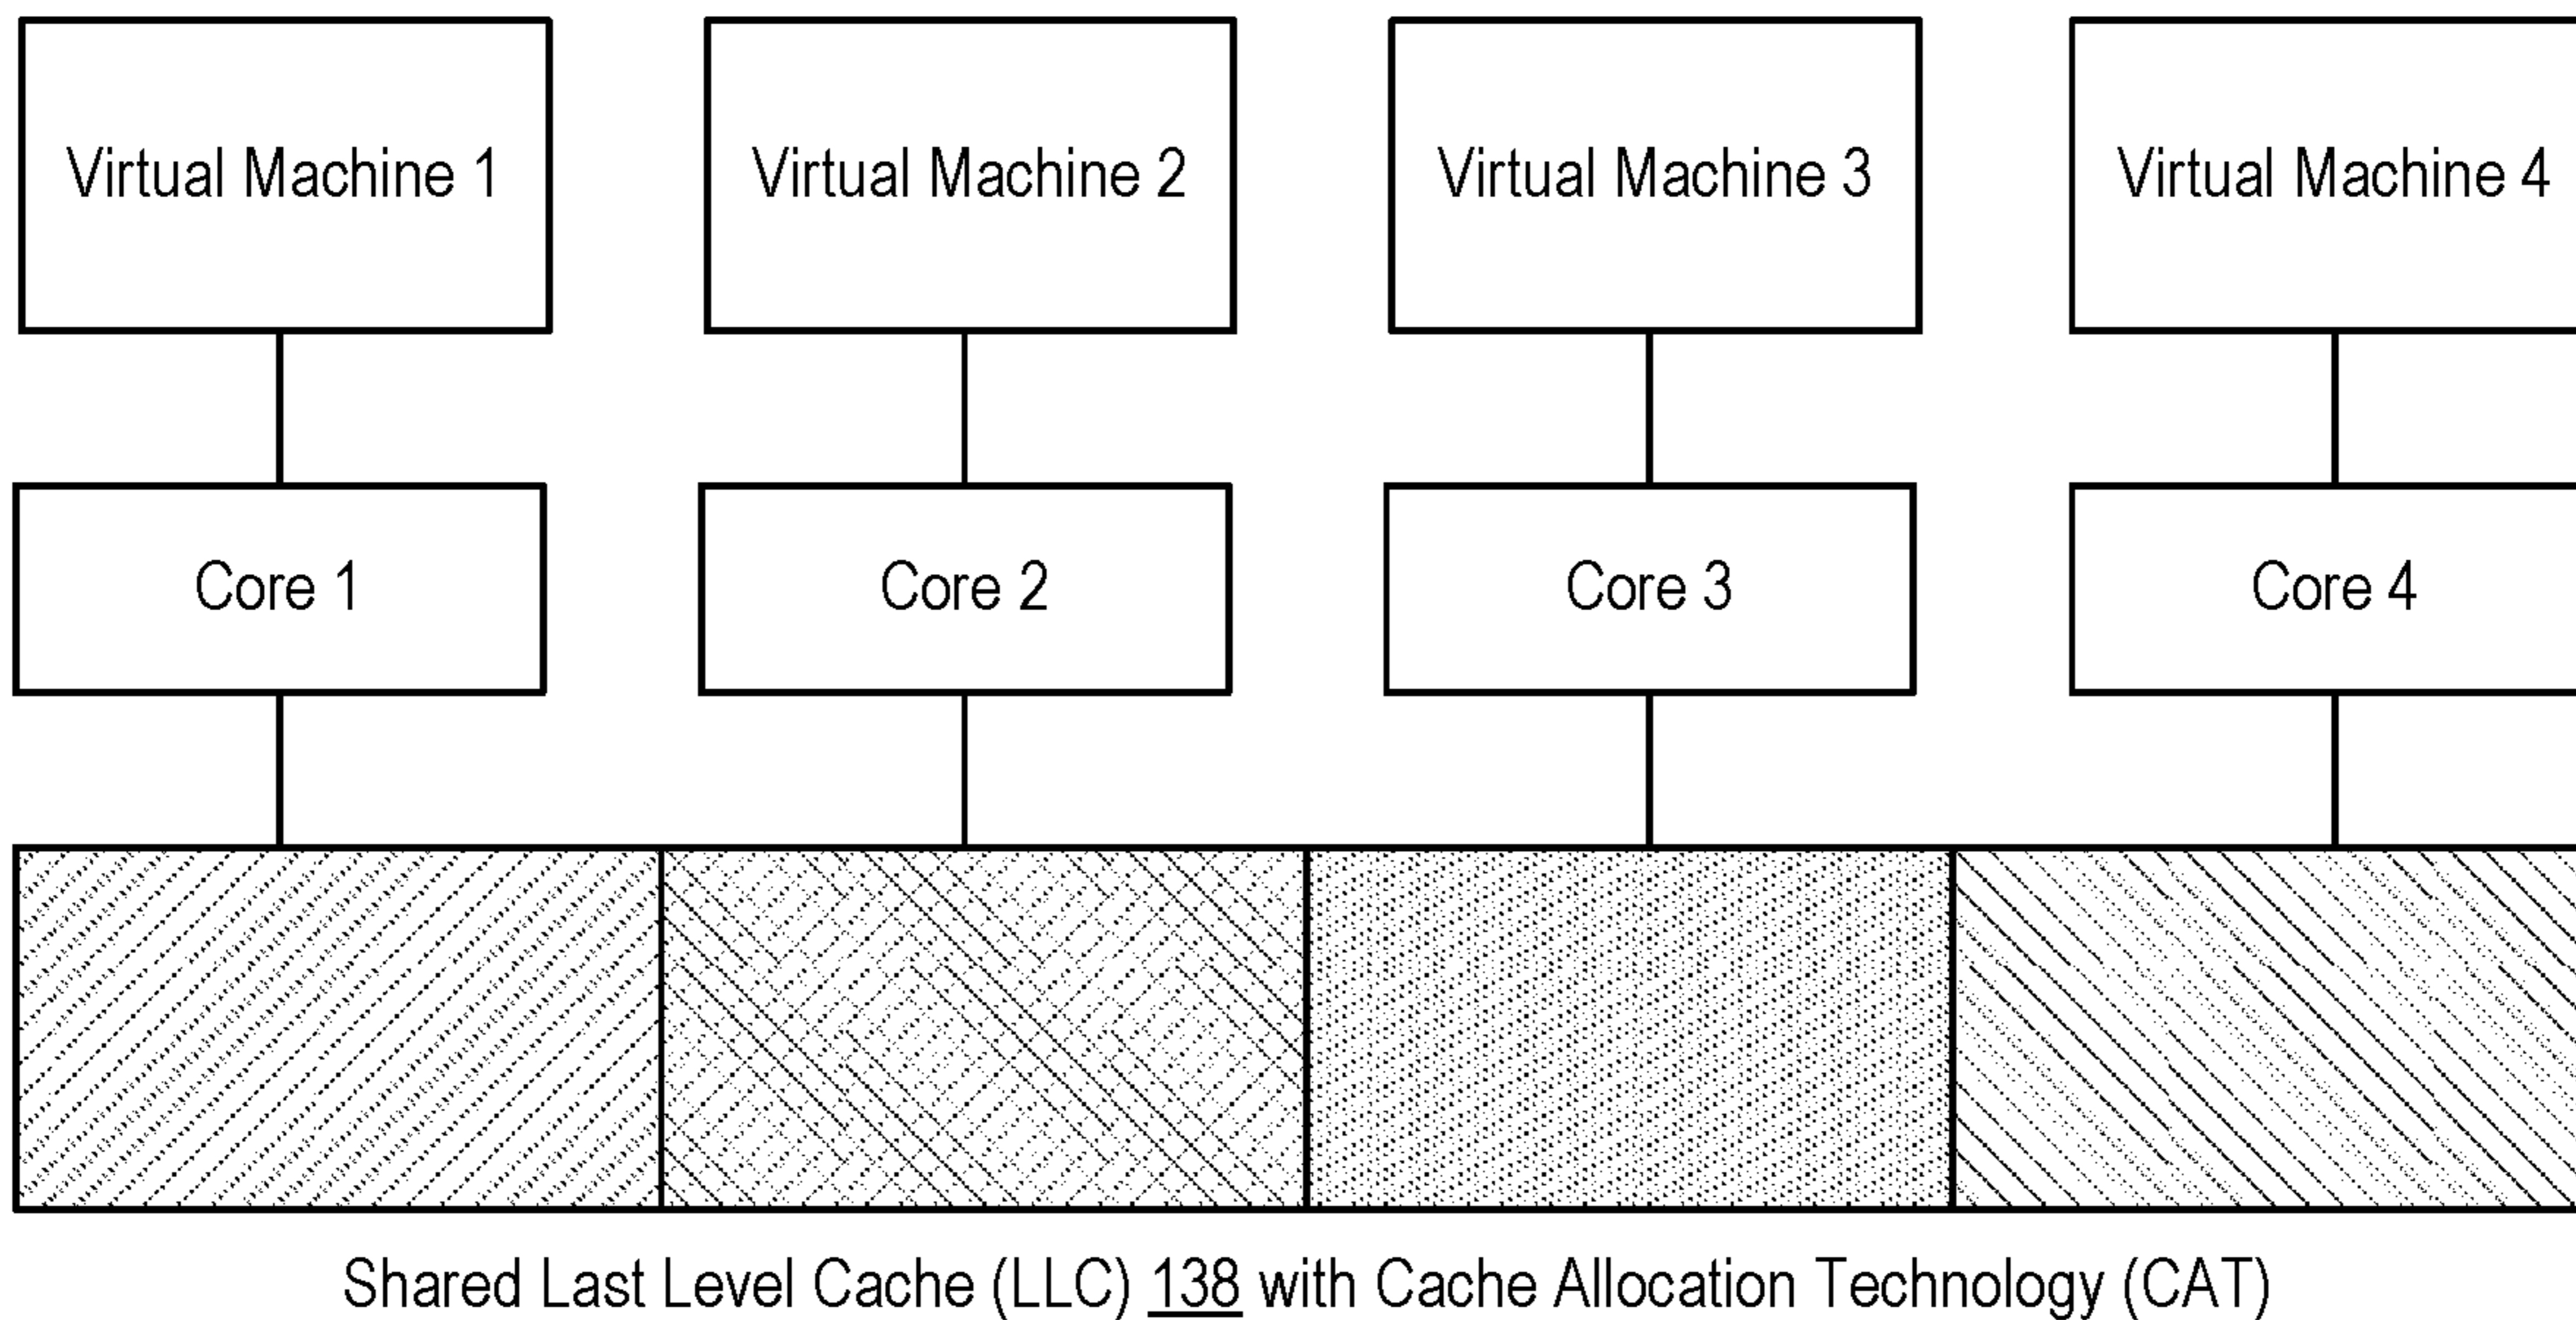 Virtual Machine 1
Virtual Machine 2
Virtual Machine 3
Virtual Machine 4
Core 1
Core 2
Core 3
Core 4
Shared Last Level Cache (LLC) 138 with Cache Allocation Technology (CAT)